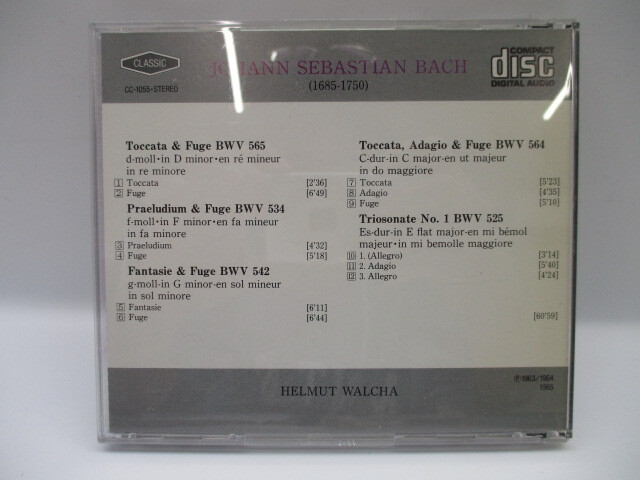 CLASSIC
CC-1055・STEREO
JOHANN SEBASTIAN BACH
(1685-1750)
COMPACT
disc
DIGITAL AUDIO
Toccata & Fuge BWV 565
d-moll・in D minor・en ré mineur
in re minore
1 Toccata [2'36]
2 Fuge [6'49]
Praeludium & Fuge BWV 534
f-moll・in F minor・en fa mineur
in fa minore
3 Praeludium [4'32]
4 Fuge [5'18]
Fantasie & Fuge BWV 542
g-moll・in G minor・en sol mineur
in sol minore
5 Fantasie [6'11]
6 Fuge [6'44]
Toccata, Adagio & Fuge BWV 564
C-dur・in C major・en ut majeur
in do maggiore
7 Toccata [5'23]
8 Adagio [4'35]
9 Fuge [5'10]
Triosonate No. 1 BWV 525
Es-dur・in E flat major・en mi bémol
majeur・in mi bemolle maggiore
10 1. (Allegro) [3'14]
11 2. Adagio [5'40]
12 3. Allegro [4'24]
[60'59]
HELMUT WALCHA
℗1963/1964
1965